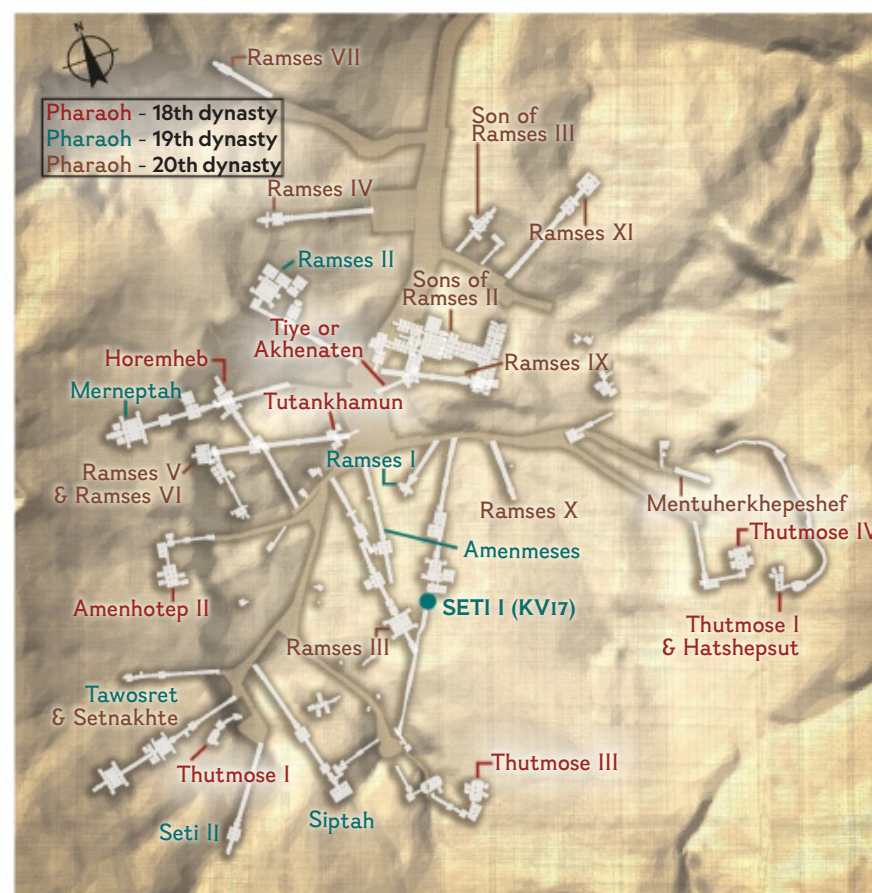 N
Ramses VII
Pharaoh - 18th dynasty
Pharaoh - 19th dynasty
Pharaoh - 20th dynasty
Son of
Ramses III
Ramses IV
Ramses XI
Ramses II
Sons of
Ramses II
Tiye or
Akhenaten
Horemheb
Ramses IX
Merneptah
Tutankhamun
Ramses I
Ramses V
& Ramses VI
Ramses X
Mentuherkhepeshef
Thutmose IV
Amenmeses
Amenhotep II
SETI I (KV17)
Thutmose I
& Hatshepsut
Ramses III
Tawosret
& Setnakhte
Thutmose I
Thutmose III
Siptah
Seti II